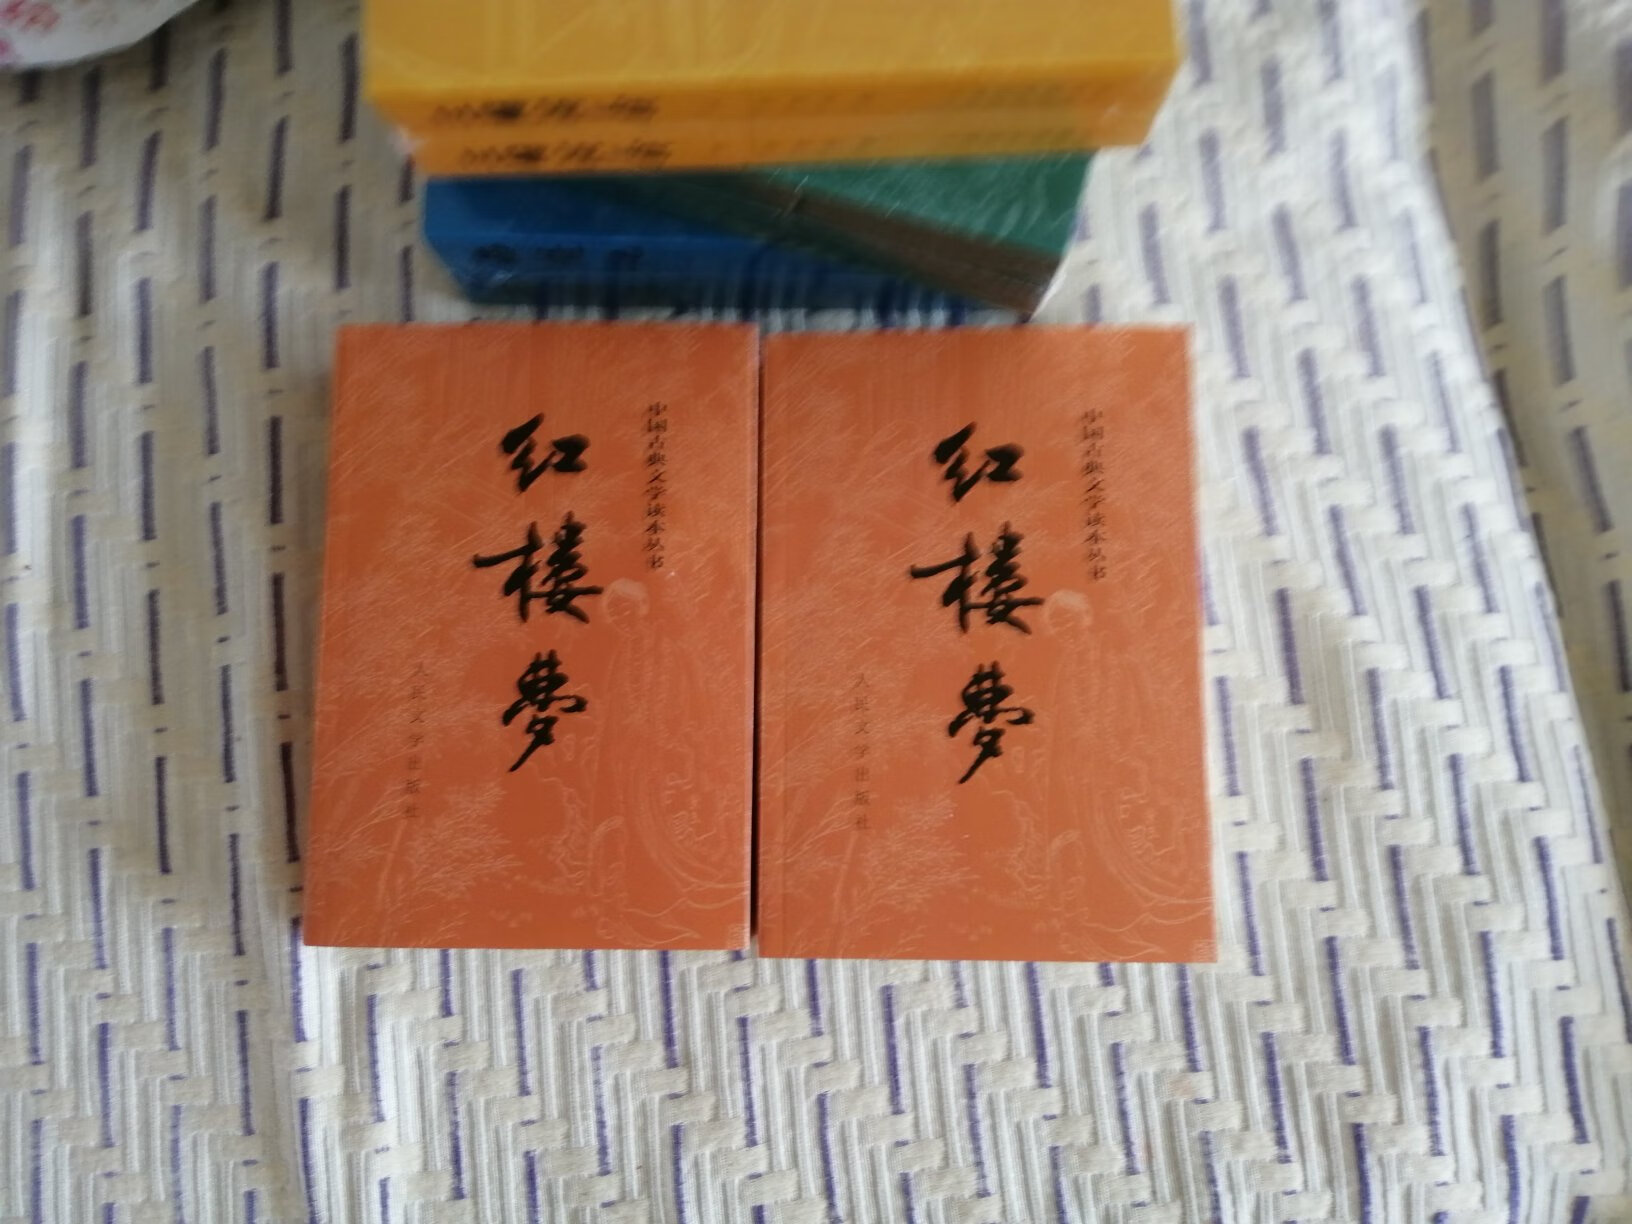 中国古典文学读本丛书
红楼夢
人民文学出版社
中国古典文学读本丛书
红楼夢
人民文学出版社